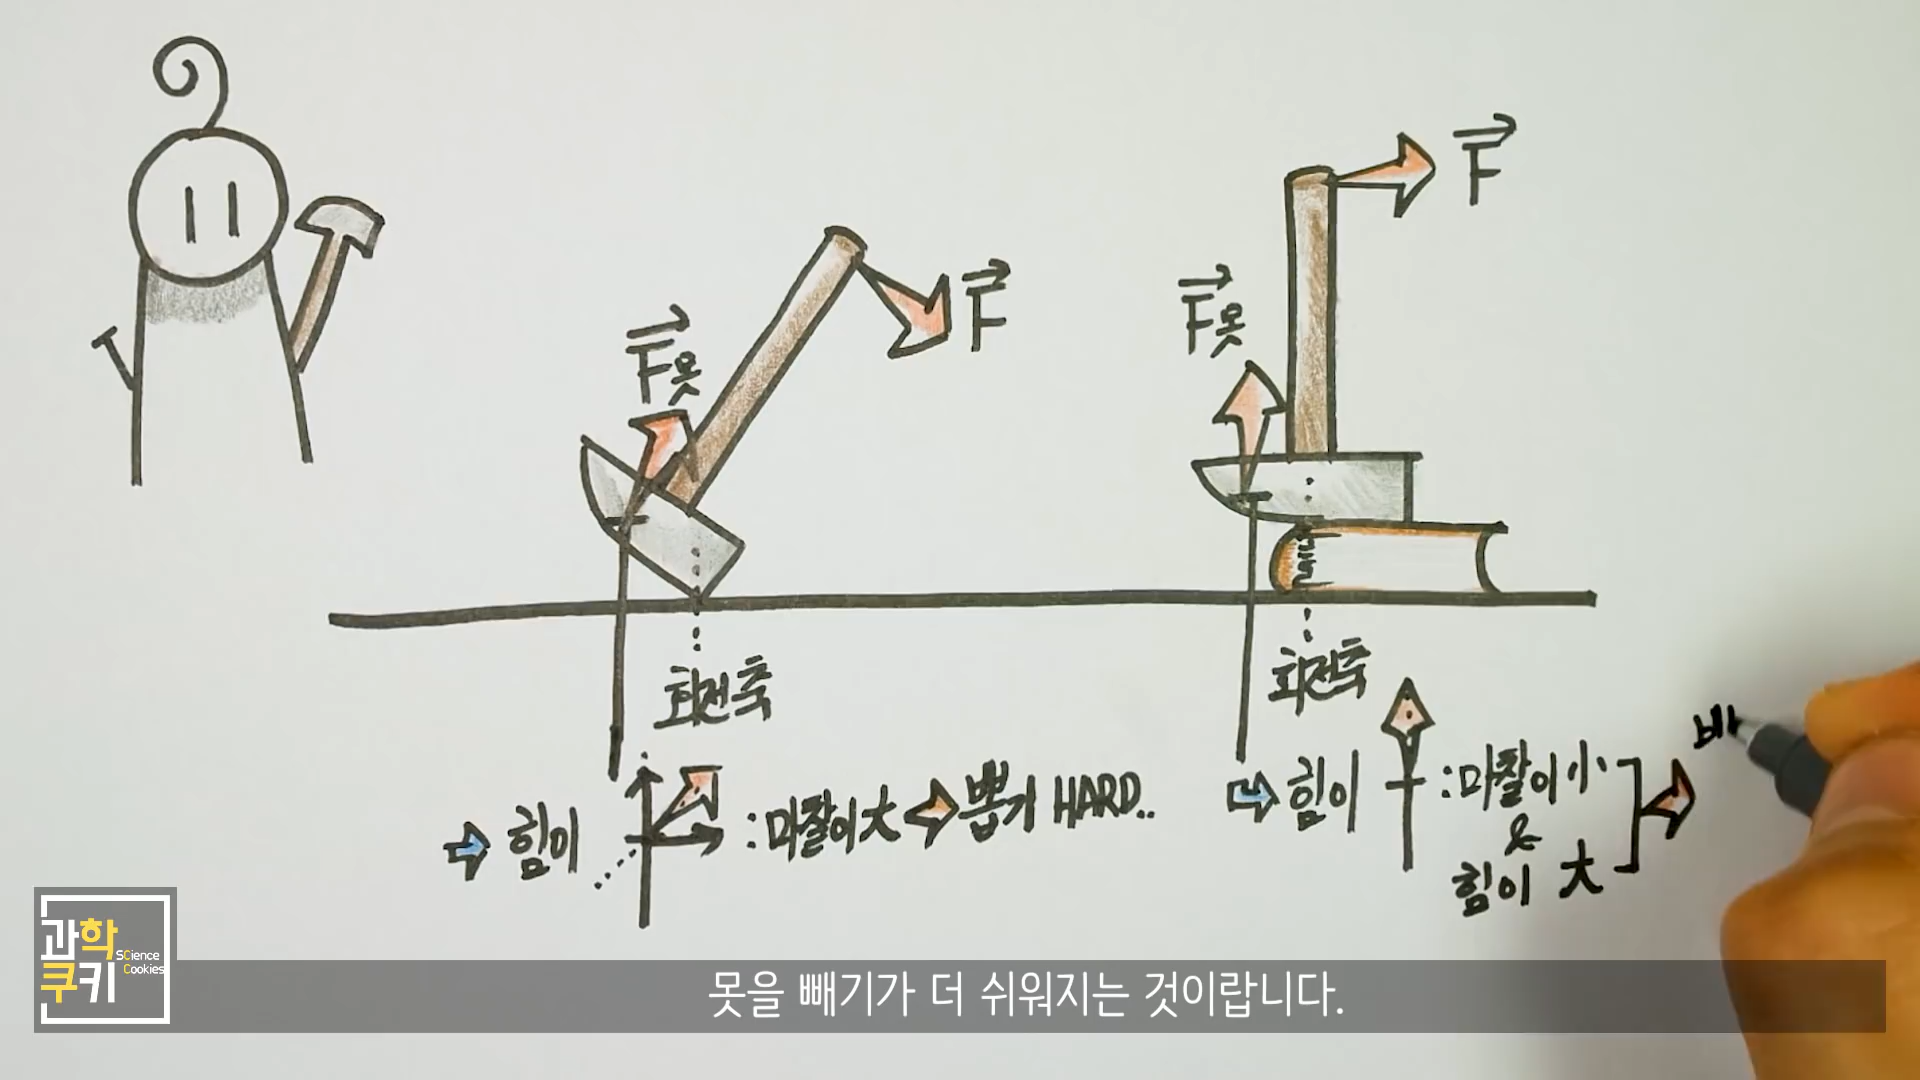 F
F
F못
F못
회전축
회전축
힘이 : 마찰이 大 뽑기 HARD..
힘이 : 마찰이 小
&
힘이 大
과학
쿠키
Science
Cookies
못을 빼기가 더 쉬워지는 것이랍니다.